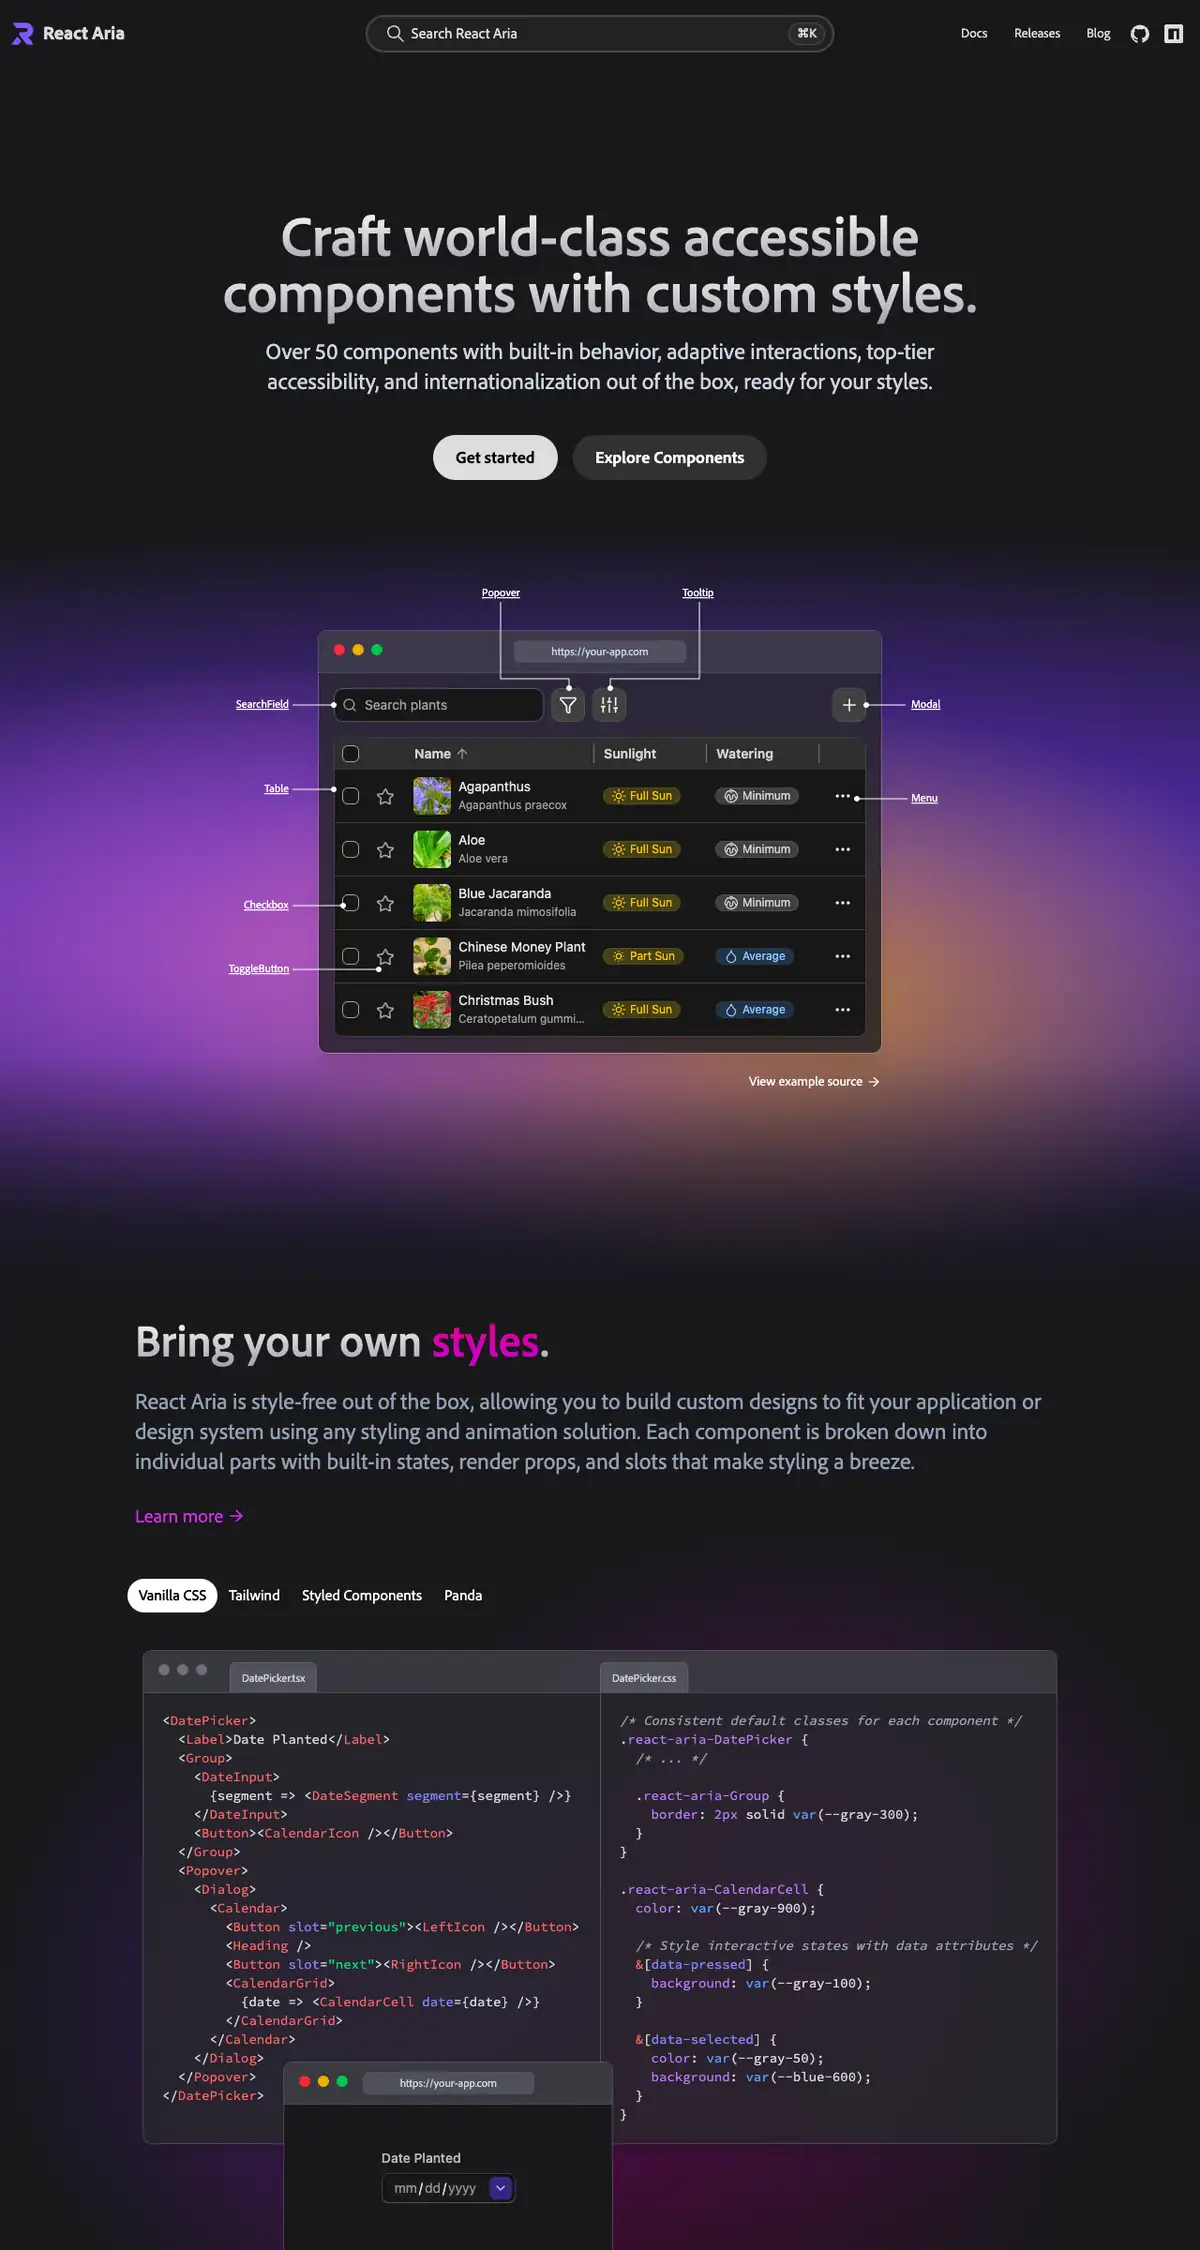 React Aria
Search React Aria
⌘K
Docs
Releases
Blog
Craft world-class accessible
components with custom styles.
Over 50 components with built-in behavior, adaptive interactions, top-tier
accessibility, and internationalization out of the box, ready for your styles.
Get started
Explore Components
Popover
Tooltip
https://your-app.com
SearchField
Search plants
Modal
Name ↑
Sunlight
Watering
Table
Agapanthus
Agapanthus praecox
Full Sun
Minimum
Menu
Aloe
Aloe vera
Full Sun
Minimum
Checkbox
Blue Jacaranda
Jacaranda mimosifolia
Full Sun
Minimum
ToggleButton
Chinese Money Plant
Pilea peperomioides
Part Sun
Average
Christmas Bush
Ceratopetalum gummi...
Full Sun
Average
View example source →
Bring your own styles.
React Aria is style-free out of the box, allowing you to build custom designs to fit your application or
design system using any styling and animation solution. Each component is broken down into
individual parts with built-in states, render props, and slots that make styling a breeze.
Learn more →
Vanilla CSS
Tailwind
Styled Components
Panda
DatePicker.tsx
<DatePicker>
  <Label>Date Planted</Label>
  <Group>
    <DateInput>
      {segment => <DateSegment segment={segment} />}
    </DateInput>
    <Button><CalendarIcon /></Button>
  </Group>
  <Popover>
    <Dialog>
      <Calendar>
        <Button slot="previous"><LeftIcon /></Button>
        <Heading />
        <Button slot="next"><RightIcon /></Button>
        <CalendarGrid>
          {date => <CalendarCell date={date} />}
        </CalendarGrid>
      </Calendar>
    </Dialog>
  </Popover>
</DatePicker>
DatePicker.css
/* Consistent default classes for each component */
.react-aria-DatePicker {
  /* ... */
  .react-aria-Group {
    border: 2px solid var(--gray-300);
  }
}
.react-aria-CalendarCell {
  color: var(--gray-900);
  /* Style interactive states with data attributes */
  &[data-pressed] {
    background: var(--gray-100);
  }
  &[data-selected] {
    color: var(--gray-50);
    background: var(--blue-600);
  }
}
https://your-app.com
Date Planted
mm/dd/yyyy